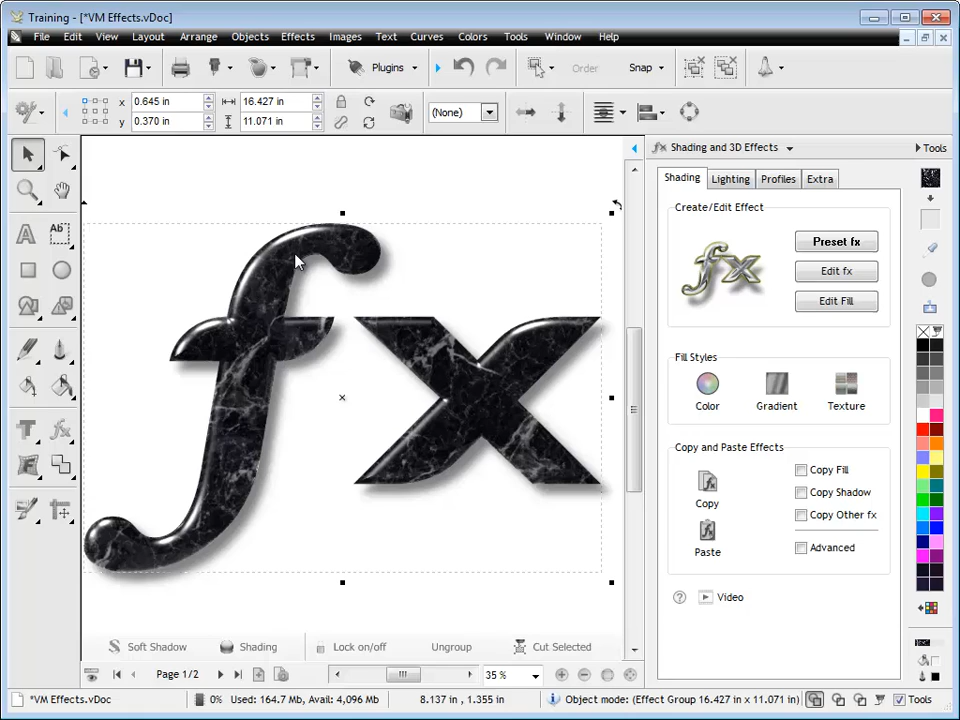 Training - [*VM Effects.vDoc]
File Edit View Layout Arrange Objects Effects Images Text Curves Colors Tools Window Help
Plugins Order Snap
x 0.645 in 16.427 in
y 0.370 in 11.071 in
(None)
Shading and 3D Effects Tools
Shading Lighting Profiles Extra
Create/Edit Effect
Preset fx
Edit fx
Edit Fill
fx
Fill Styles
Color Gradient Texture
Copy and Paste Effects
Copy Fill
Copy Shadow
Copy
Copy Other fx
Paste
Advanced
Video
Soft Shadow Shading Lock on/off Ungroup Cut Selected
Page 1/2 35 %
*VM Effects.vDoc 0% Used: 164.7 Mb, Avail: 4,096 Mb 8.137 in , 1.355 in Object mode: (Effect Group 16.427 in x 11.071 in) Tools